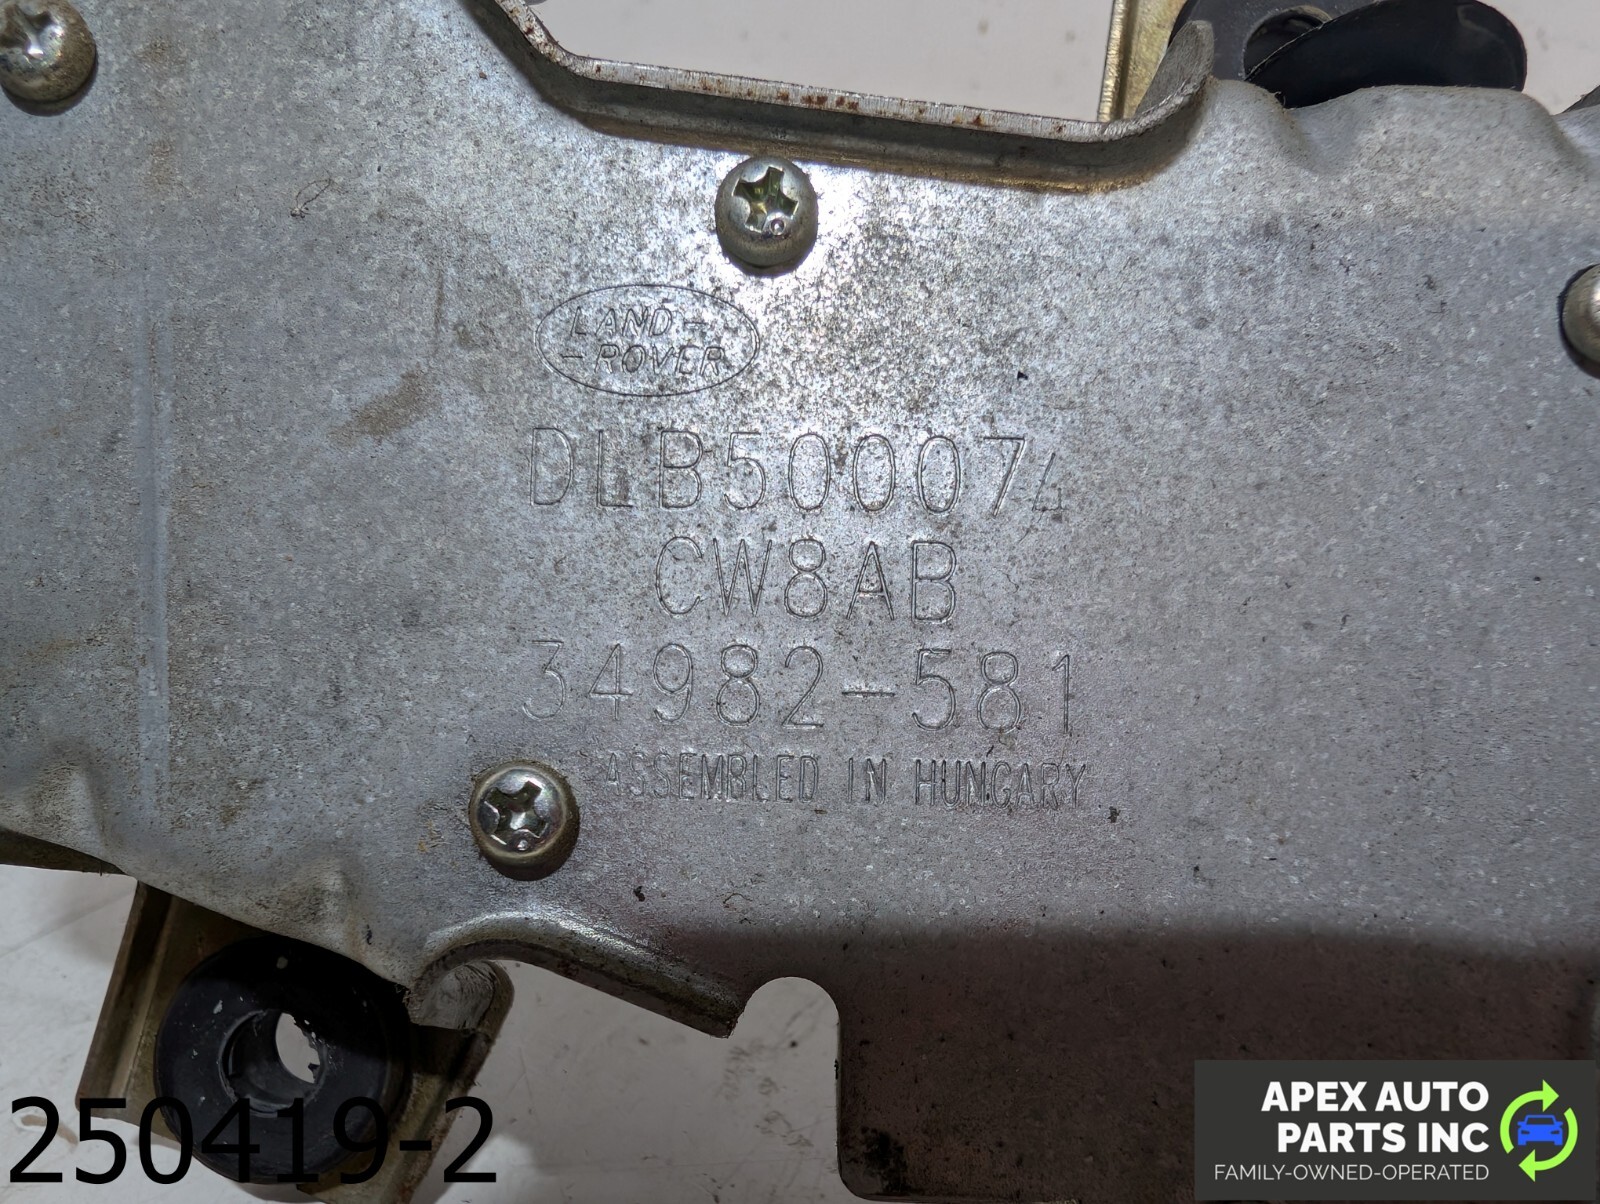 LAND-
-ROVER
DLB500074
CW8AB
34982-581
ASSEMBLED IN HUNGARY
250419-2
APEX AUTO
PARTS INC
FAMILY-OWNED-OPERATED